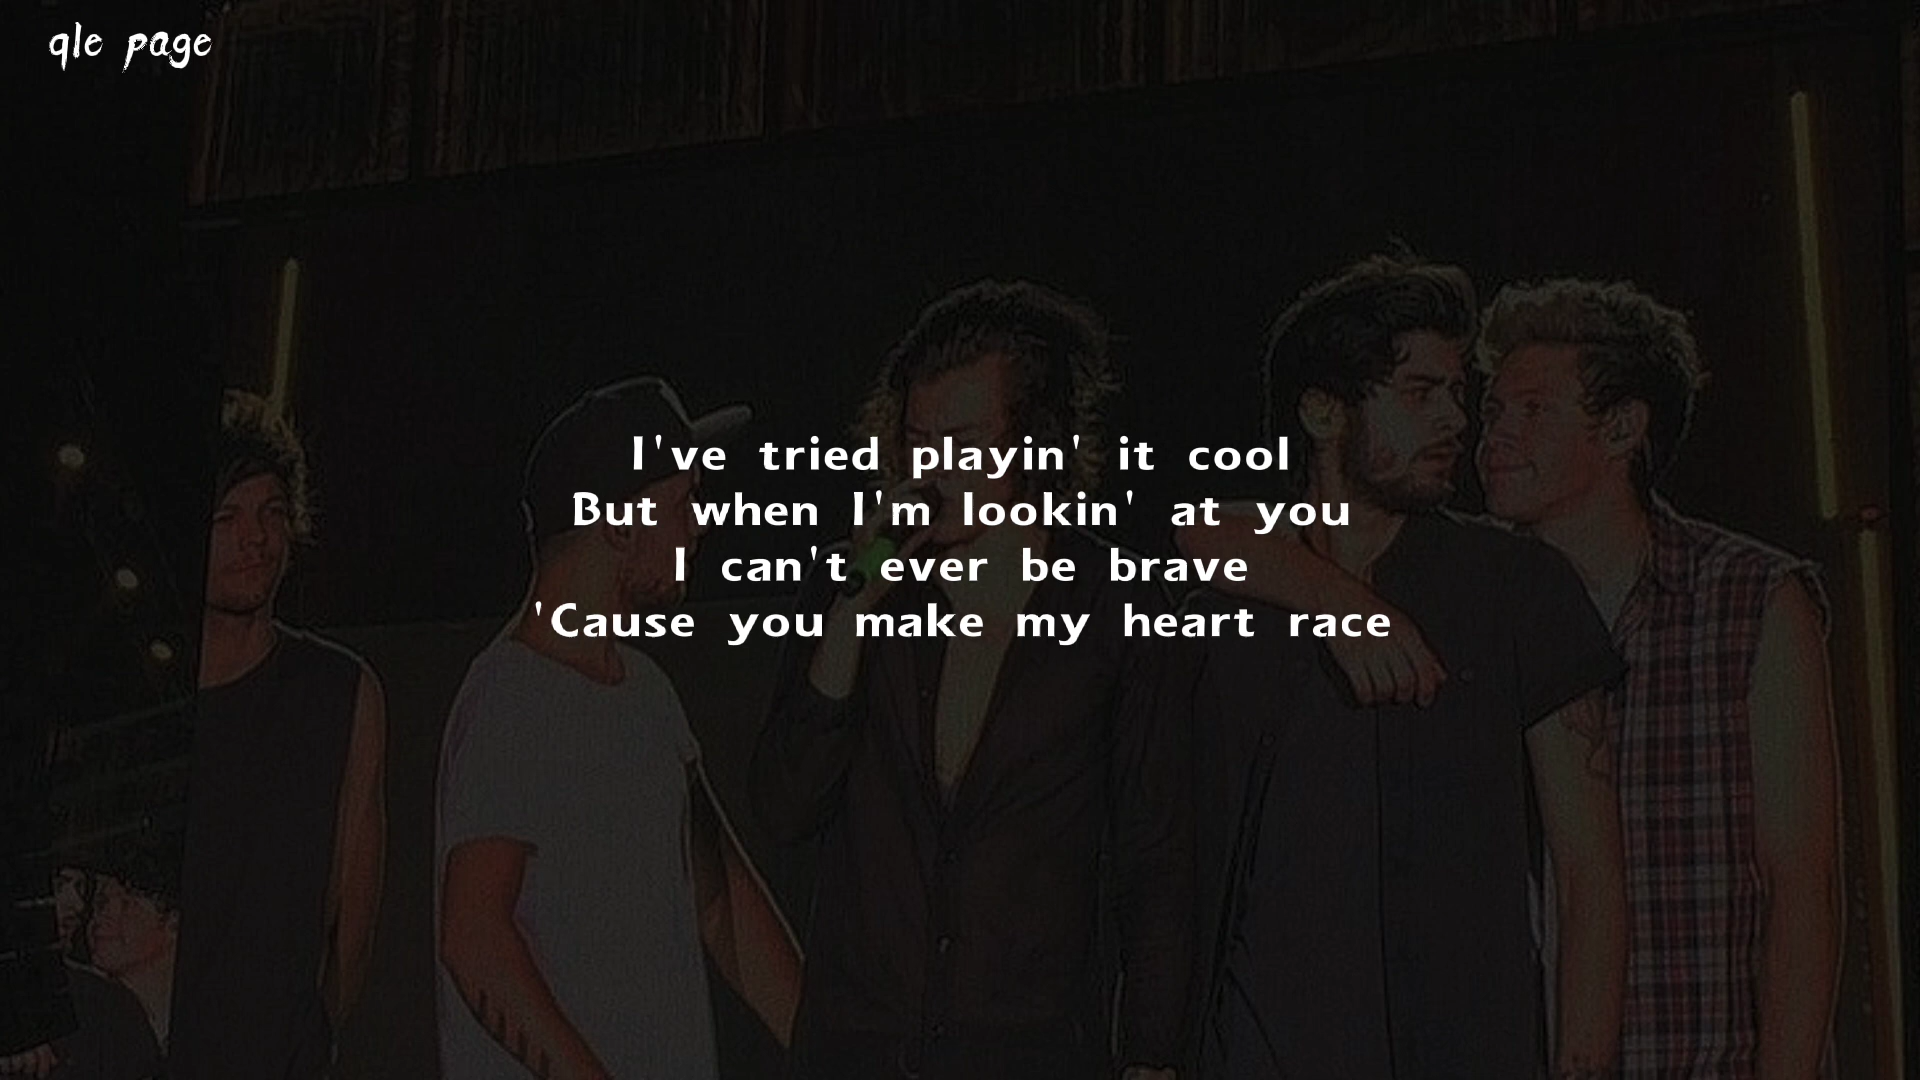 qle page
I've tried playin' it cool
But when I'm lookin' at you
I can't ever be brave
'Cause you make my heart race